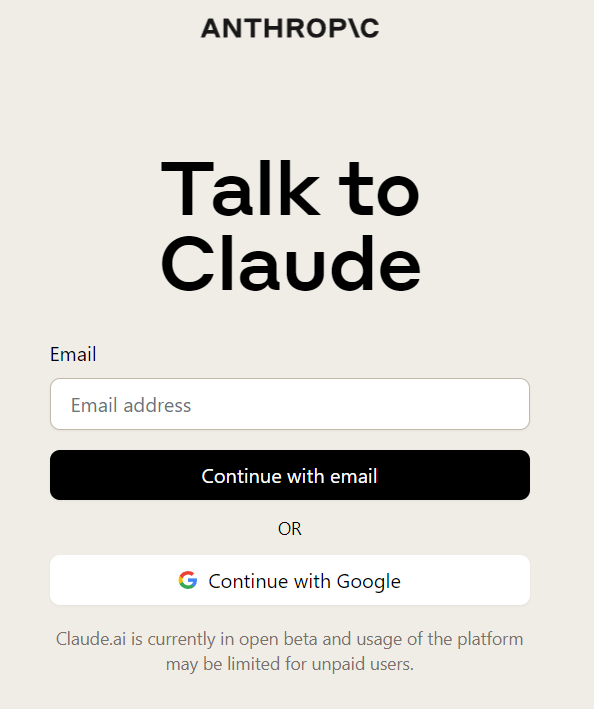 ANTHROP\C
Talk to
Claude
Email
Email address
Continue with email
OR
Continue with Google
Claude.ai is currently in open beta and usage of the platform
may be limited for unpaid users.